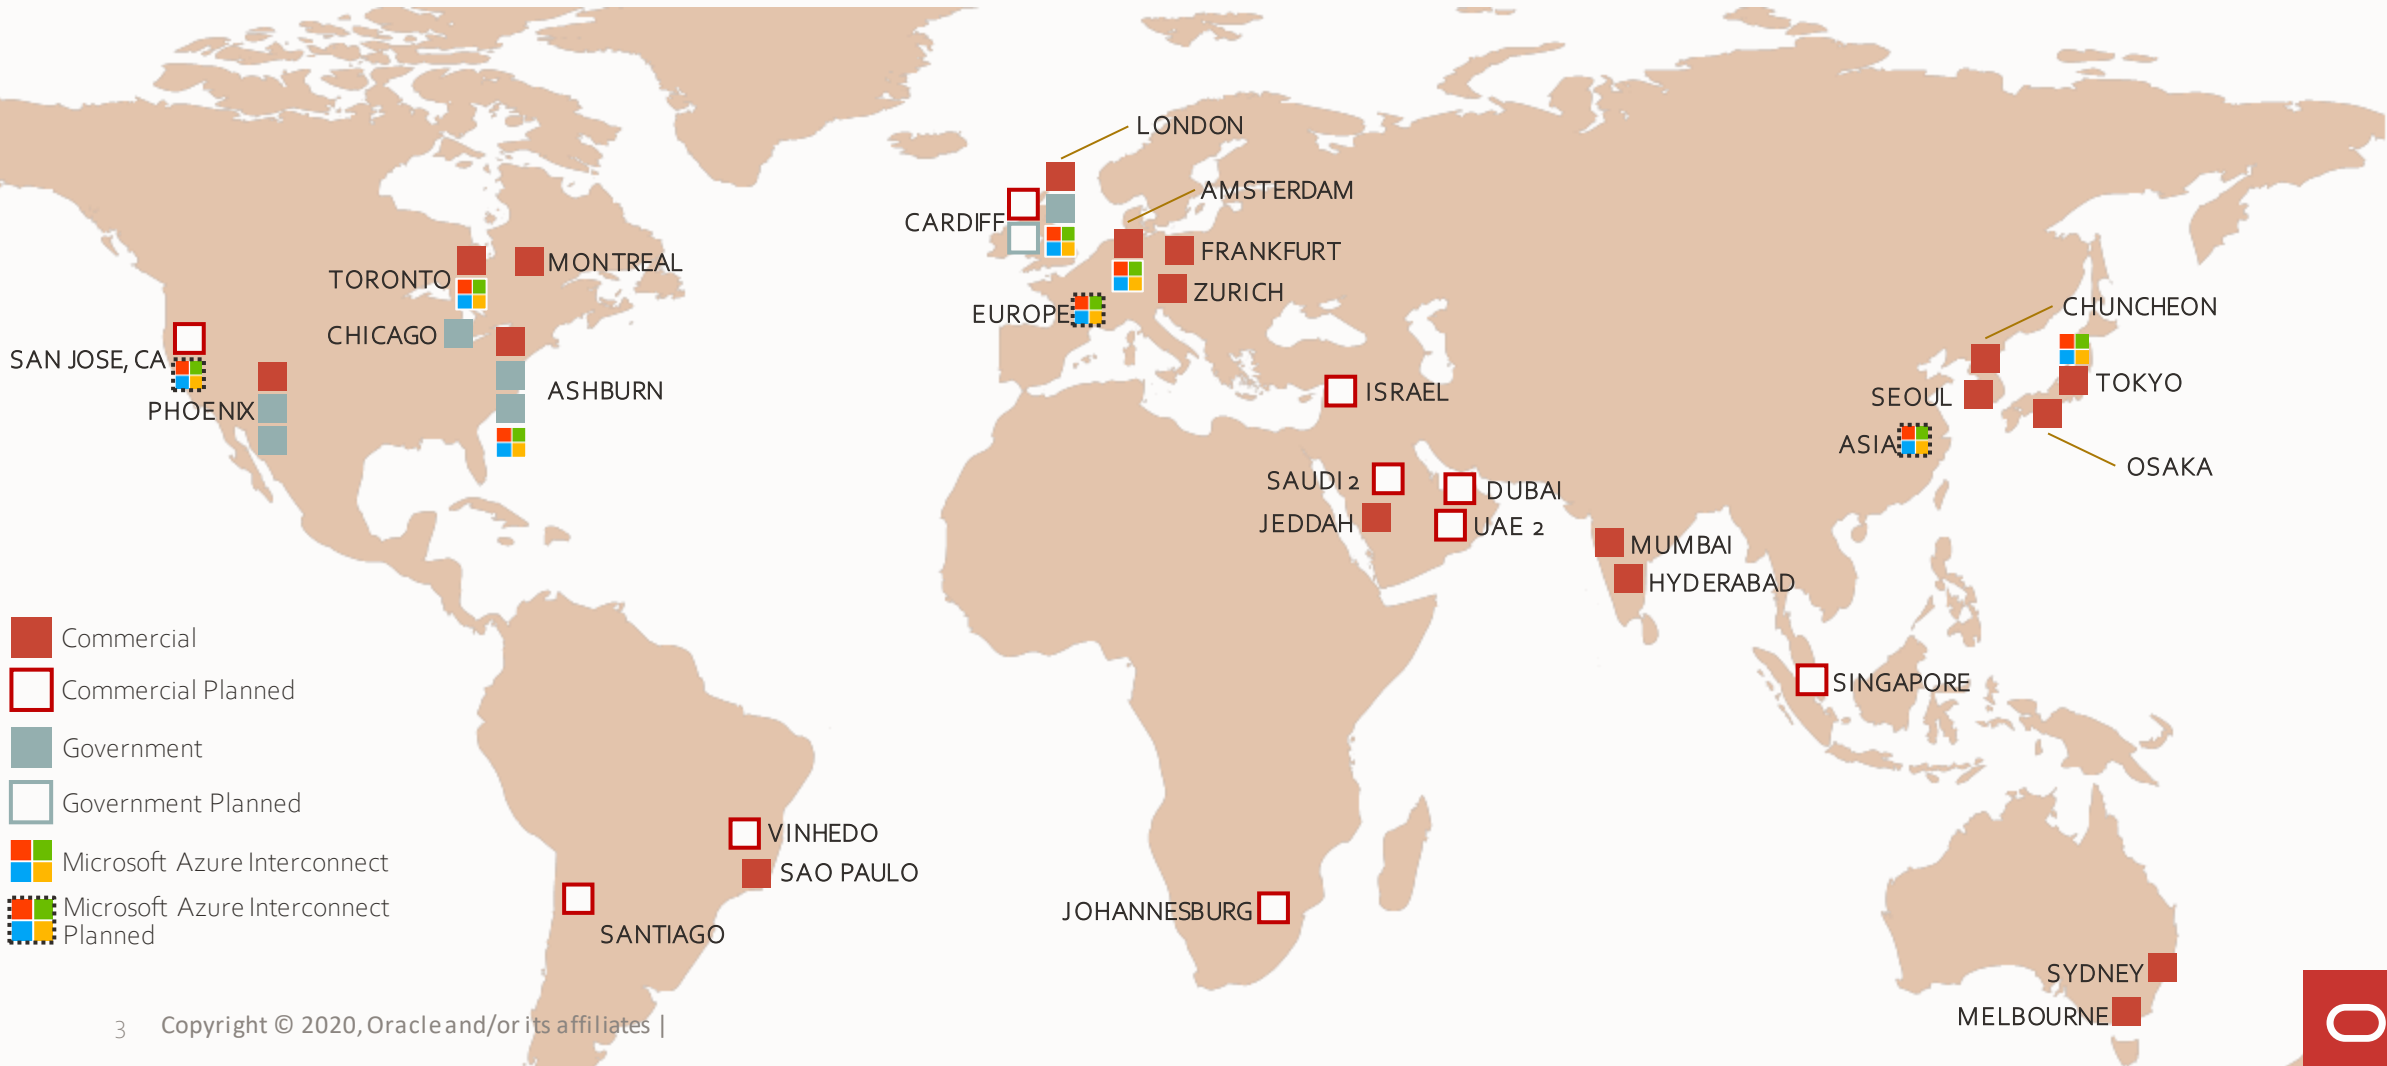 LONDON
AMSTERDAM
CARDIFF
FRANKFURT
MONTREAL
TORONTO
ZURICH
EUROPE
CHUNCHEON
CHICAGO
SAN JOSE, CA
TOKYO
ASHBURN
ISRAEL
SEOUL
PHOENIX
ASIA
OSAKA
SAUDI 2
DUBAI
JEDDAH
UAE 2
MUMBAI
HYDERABAD
Commercial
Commercial Planned
SINGAPORE
Government
Government Planned
VINHEDO
Microsoft Azure Interconnect
SAO PAULO
Microsoft Azure Interconnect
Planned
JOHANNESBURG
SANTIAGO
SYDNEY
MELBOURNE
3 Copyright © 2020, Oracle and/or its affiliates |